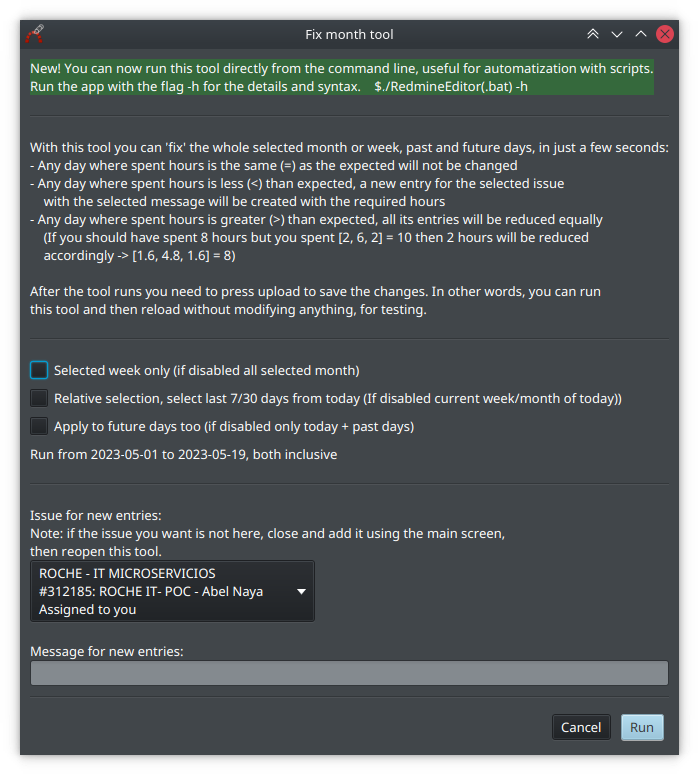 Fix month tool
New! You can now run this tool directly from the command line, useful for automatization with scripts.
Run the app with the flag -h for the details and syntax.    $./RedmineEditor(.bat) -h
With this tool you can 'fix' the whole selected month or week, past and future days, in just a few seconds:
- Any day where spent hours is the same (=) as the expected will not be changed
- Any day where spent hours is less (<) than expected, a new entry for the selected issue
with the selected message will be created with the required hours
- Any day where spent hours is greater (>) than expected, all its entries will be reduced equally
(If you should have spent 8 hours but you spent [2, 6, 2] = 10 then 2 hours will be reduced
accordingly -> [1.6, 4.8, 1.6] = 8)
After the tool runs you need to press upload to save the changes. In other words, you can run
this tool and then reload without modifying anything, for testing.
Selected week only (if disabled all selected month)
Relative selection, select last 7/30 days from today (If disabled current week/month of today))
Apply to future days too (if disabled only today + past days)
Run from 2023-05-01 to 2023-05-19, both inclusive
Issue for new entries:
Note: if the issue you want is not here, close and add it using the main screen,
then reopen this tool.
ROCHE - IT MICROSERVICIOS
#312185: ROCHE IT- POC - Abel Naya
Assigned to you
Message for new entries:
Cancel
Run